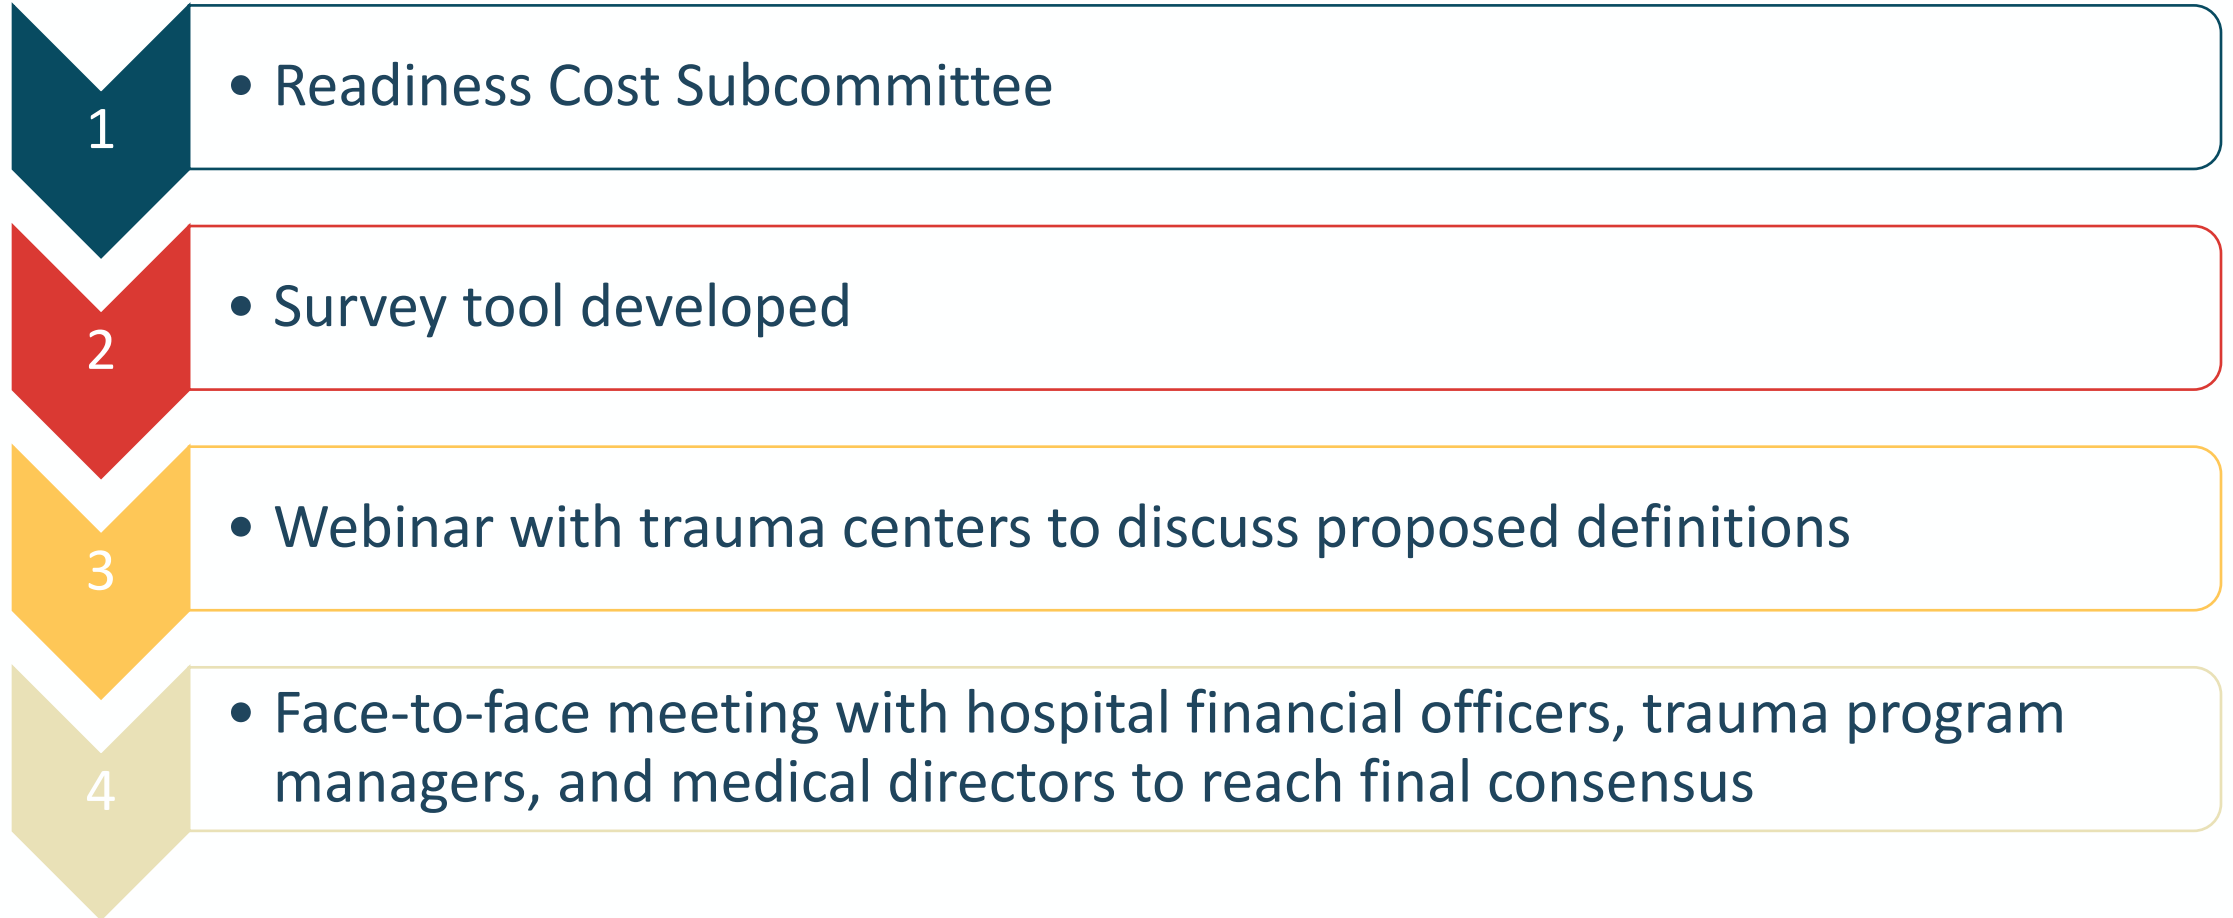 1
• Readiness Cost Subcommittee
2
• Survey tool developed
3
• Webinar with trauma centers to discuss proposed definitions
4
• Face-to-face meeting with hospital financial officers, trauma program
managers, and medical directors to reach final consensus